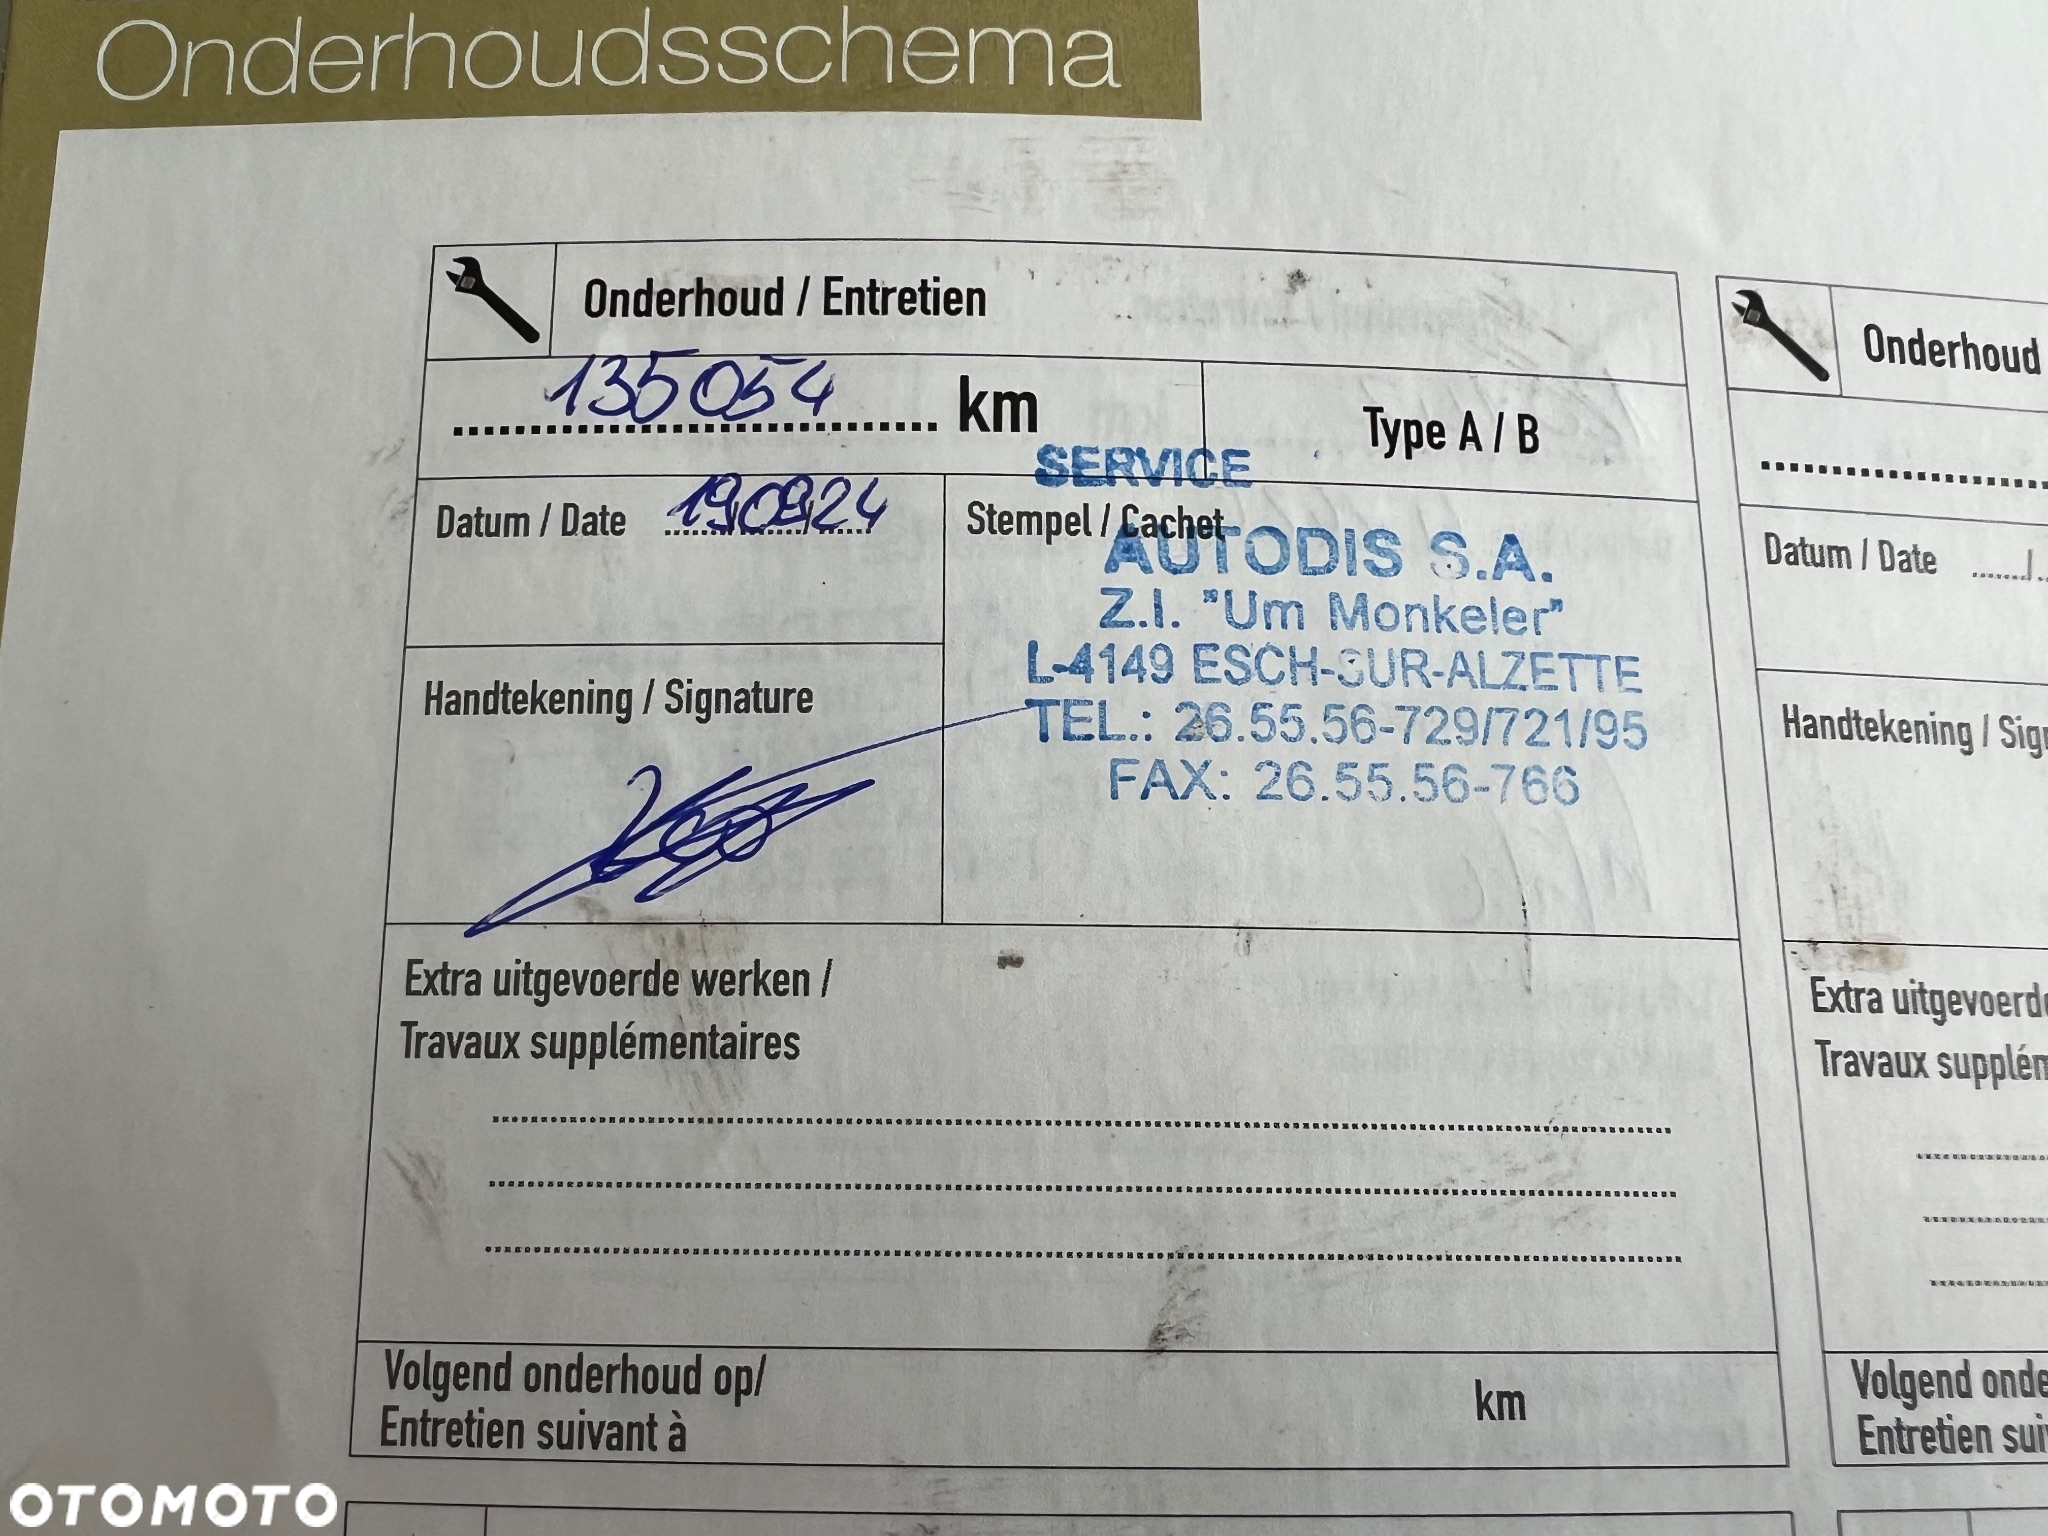 Onderhoudsschema
Onderhoud / Entretien
135054 km
Type A / B
Datum / Date 19/09/24
Stempel / Cachet
SERVICE
AUTODIS S.A.
Z.I. "Um Monkeler"
L-4149 ESCH-SUR-ALZETTE
TEL.: 26.55.56-729/721/95
FAX: 26.55.56-766
Handtekening / Signature
Extra uitgevoerde werken /
Travaux supplémentaires
Volgend onderhoud op/
Entretien suivant à
km
Onderhoud
Datum / Date
Handtekening / Sign
Extra uitgevoerde
Travaux supplém
Volgend onde
Entretien sui
OTOMOTO